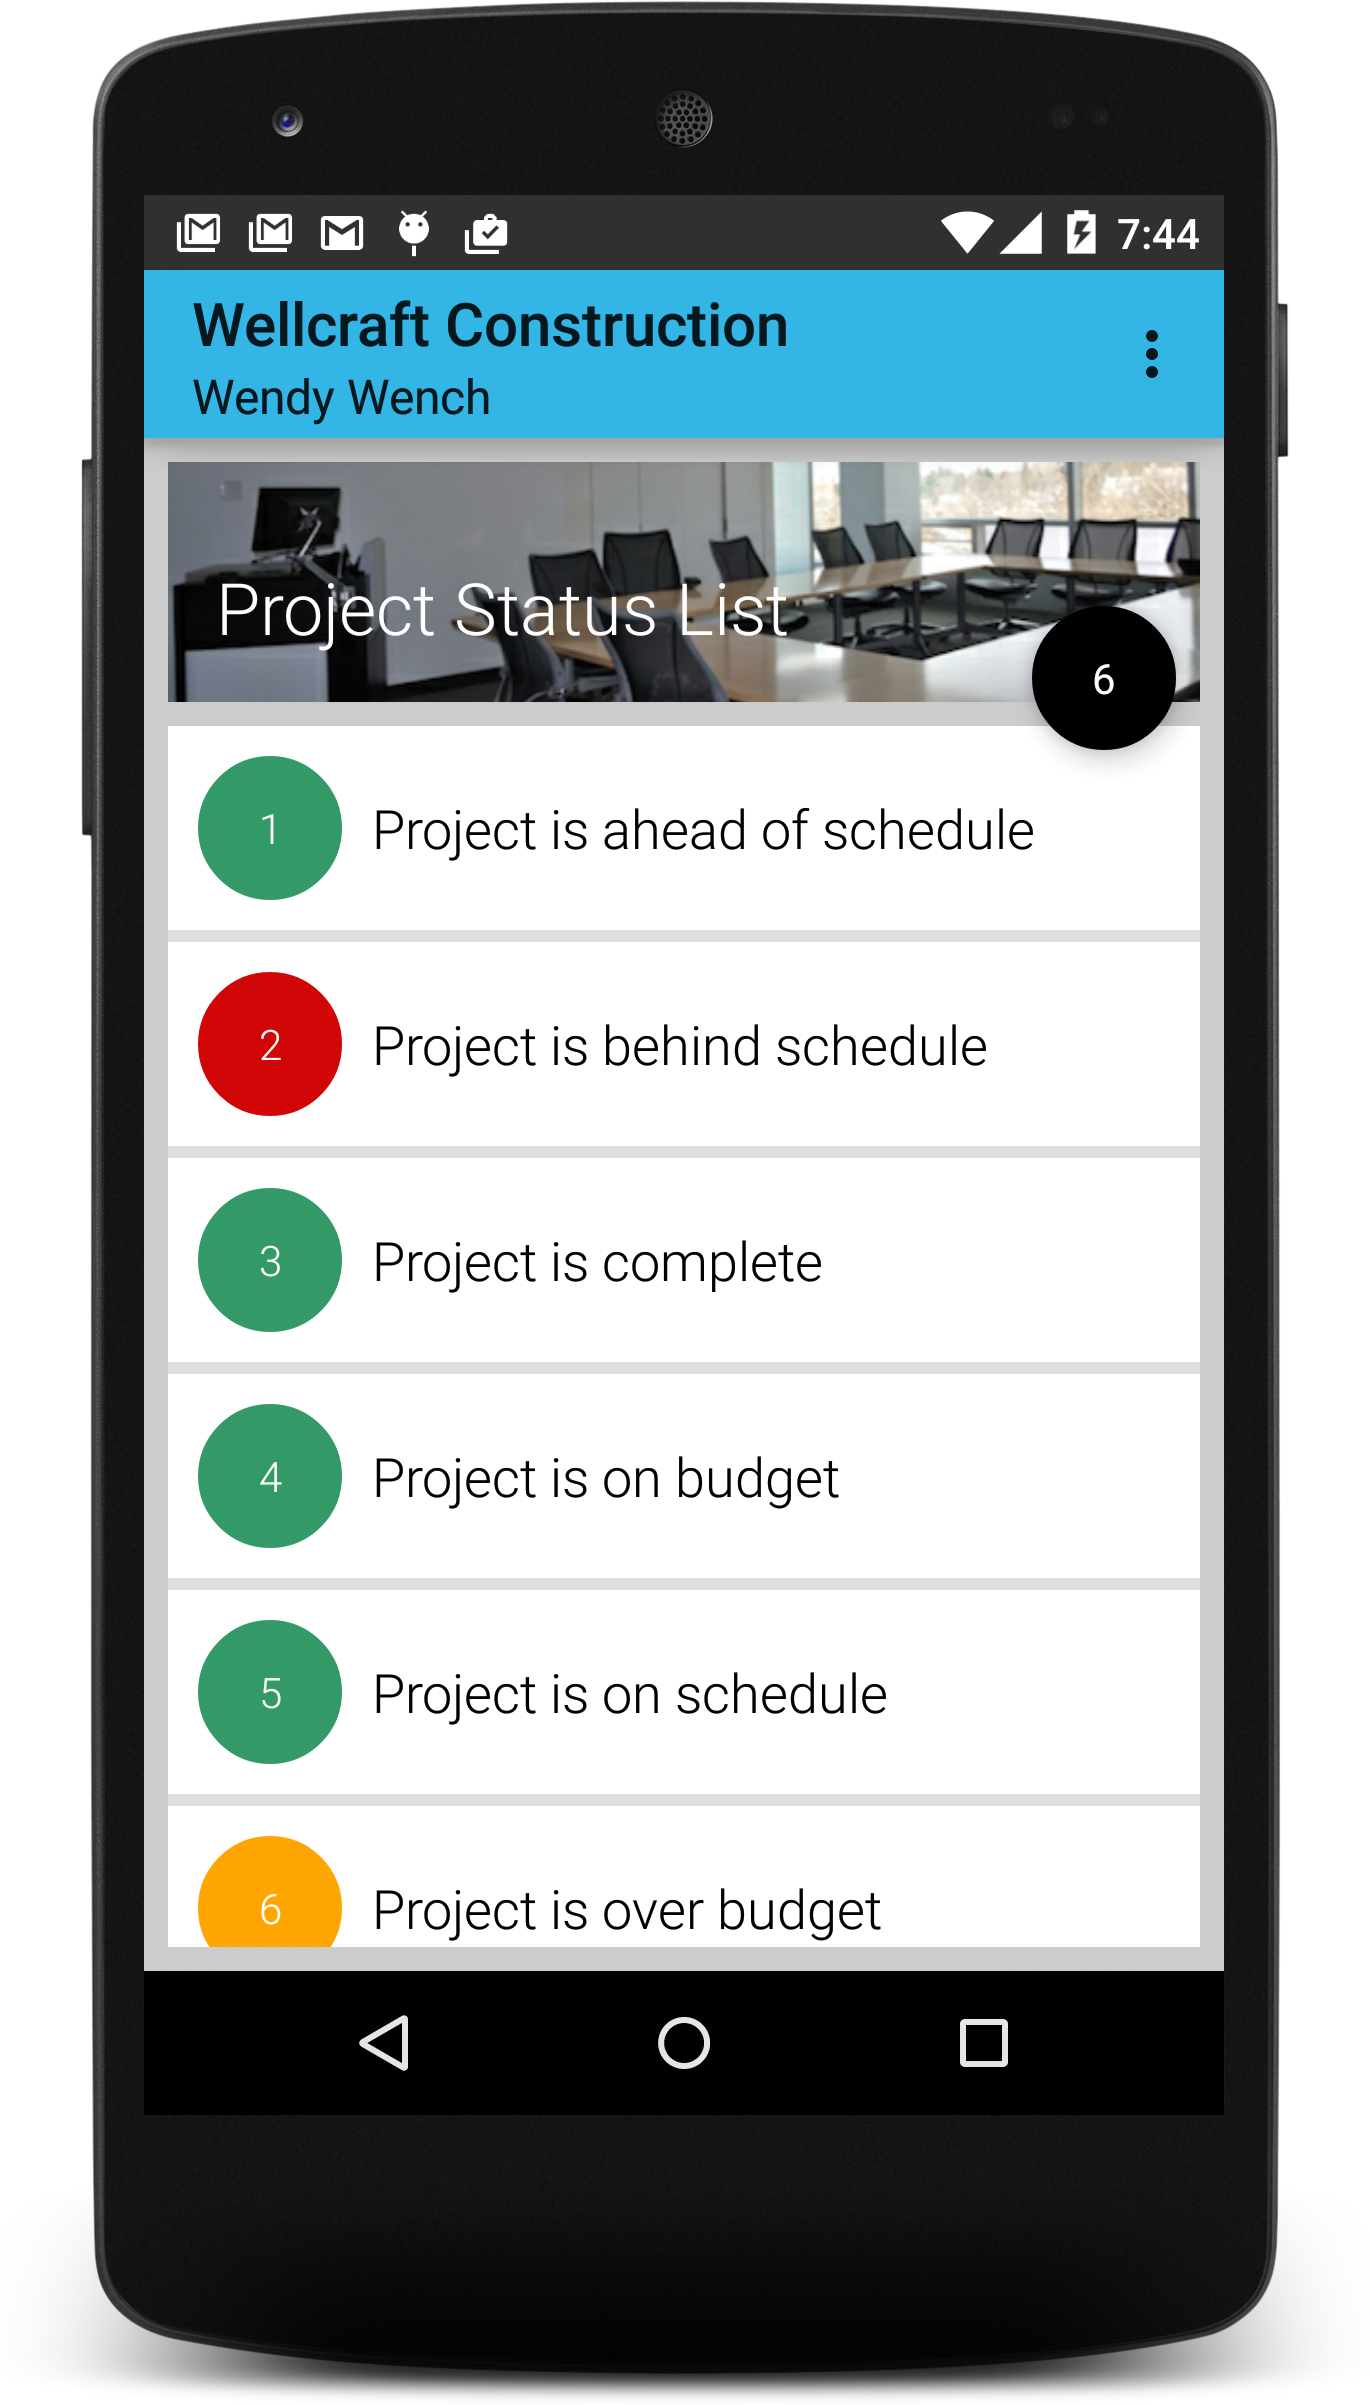 7:44
Wellcraft Construction
Wendy Wench
Project Status List
6
1 Project is ahead of schedule
2 Project is behind schedule
3 Project is complete
4 Project is on budget
5 Project is on schedule
6 Project is over budget